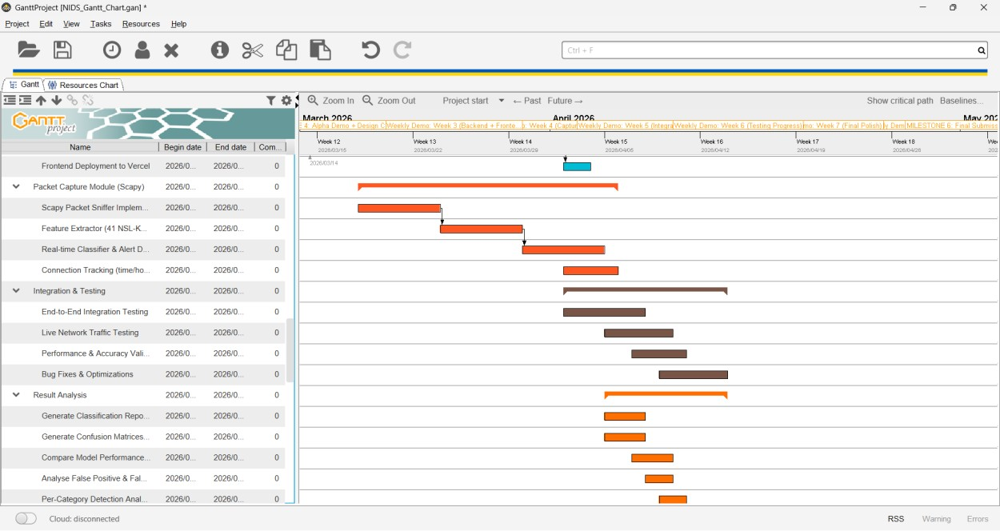 GanttProject [NIDS_Gantt_Chart.gan] *
Project Edit View Tasks Resources Help
Ctrl + F
Gantt Resources Chart
Zoom In Zoom Out Project start ← Past Future → Show critical path Baselines...
GANTT project
March 2026 April 2026 May 202
4: Alpha Demo + Design C Weekly Demo: Week 3 (Backend + Fronte... Week 4 (Captur Weekly Demo: Week 5 (Integra Weekly Demo: Week 6 (Testing Progress) mo: Week 7 (Final Polish) y Dem MILESTONE 6: Final Submiss
Name Begin date End date Com...
Week 12 Week 13 Week 14 Week 15 Week 16 Week 17 Week 18
2026/03/15 2026/03/22 2026/03/29 2026/04/05 2026/04/12 2026/04/19 2026/04/26
2026/03/14
Frontend Deployment to Vercel 2026/0... 2026/0... 0
Packet Capture Module (Scapy) 2026/0... 2026/0... 0
Scapy Packet Sniffer Implem... 2026/0... 2026/0... 0
Feature Extractor (41 NSL-K... 2026/0... 2026/0... 0
Real-time Classifier & Alert D... 2026/0... 2026/0... 0
Connection Tracking (time/ho... 2026/0... 2026/0... 0
Integration & Testing 2026/0... 2026/0... 0
End-to-End Integration Testing 2026/0... 2026/0... 0
Live Network Traffic Testing 2026/0... 2026/0... 0
Performance & Accuracy Vali... 2026/0... 2026/0... 0
Bug Fixes & Optimizations 2026/0... 2026/0... 0
Result Analysis 2026/0... 2026/0... 0
Generate Classification Repo... 2026/0... 2026/0... 0
Generate Confusion Matrices... 2026/0... 2026/0... 0
Compare Model Performance... 2026/0... 2026/0... 0
Analyse False Positive & Fal... 2026/0... 2026/0... 0
Per-Category Detection Anal... 2026/0... 2026/0... 0
Cloud: disconnected RSS Warning Errors